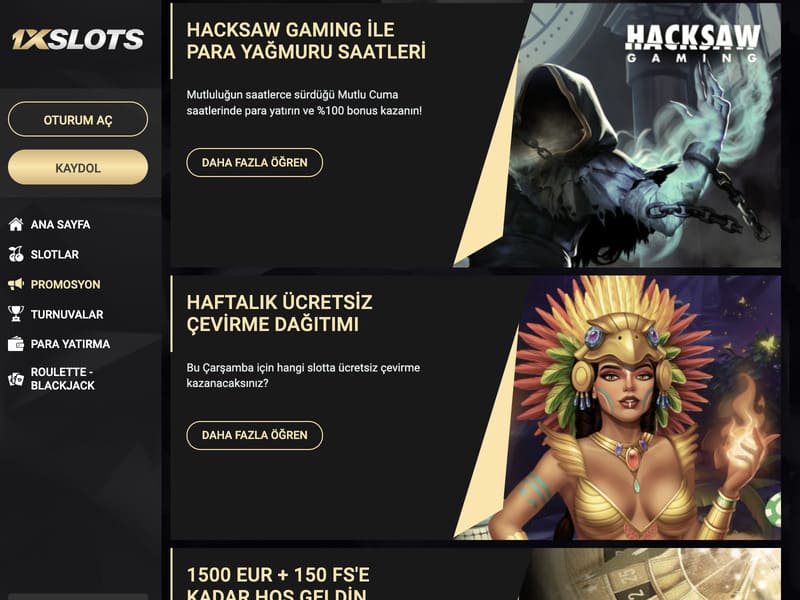 1XSLOTS
OTURUM AÇ
KAYDOL
ANA SAYFA
SLOTLAR
PROMOSYON
TURNUVALAR
PARA YATIRMA
ROULETTE -
BLACKJACK
HACKSAW GAMING İLE
PARA YAĞMURU SAATLERİ
Mutluluğun saatlerce sürdüğü Mutlu Cuma
saatlerinde para yatırın ve %100 bonus kazanın!
DAHA FAZLA ÖĞREN
HACKSAW
GAMING
HAFTALIK ÜCRETSİZ
ÇEVİRME DAĞITIMI
Bu Çarşamba için hangi slotta ücretsiz çevirme
kazanacaksınız?
DAHA FAZLA ÖĞREN
1500 EUR + 150 FS'E
KADAR HOŞ GELDİN